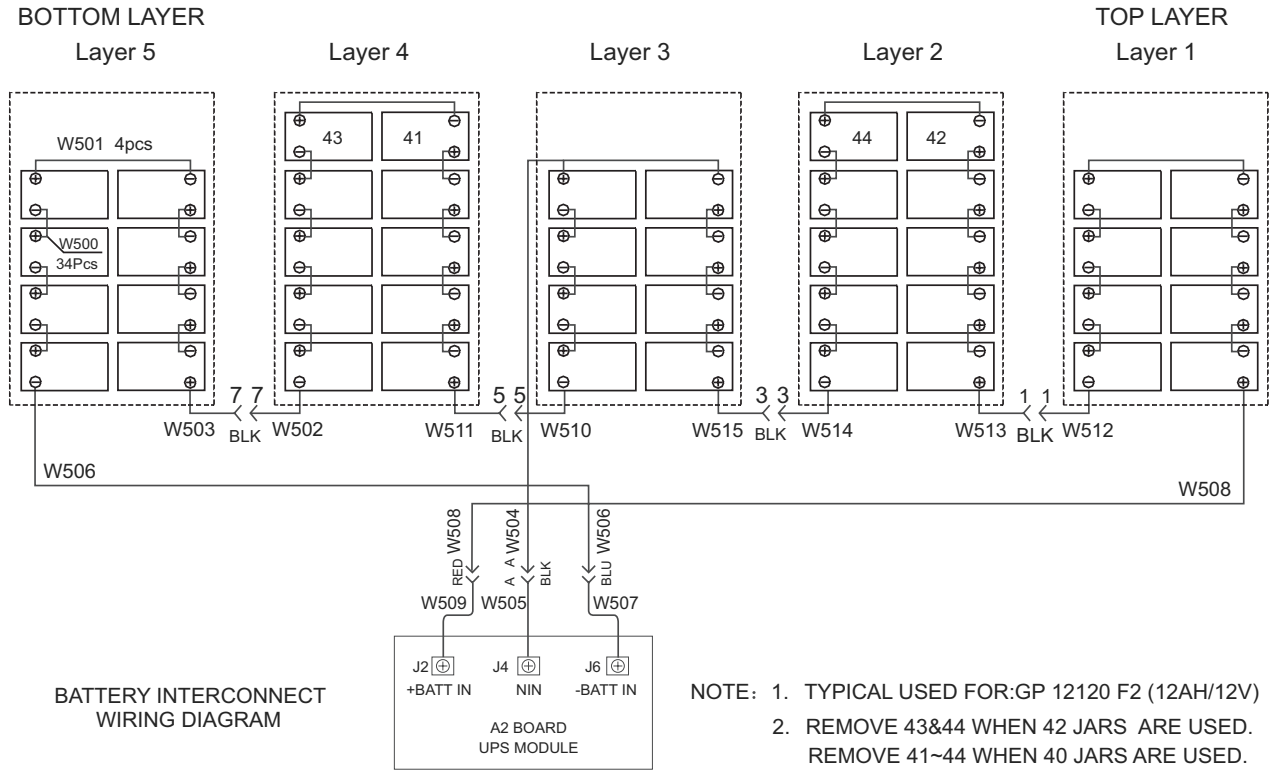 BOTTOM LAYER
TOP LAYER
Layer 5
Layer 4
Layer 3
Layer 2
Layer 1
W501 4pcs
43
41
44
42
W500
34Pcs
7 7
5 5
3 3
1 1
W503
BLK
W502
W511
BLK
W510
W515
BLK
W514
W513
BLK
W512
W506
W508
RED
W508
A
A
W504
BLK
BLU
W506
W509
W505
W507
J2
J4
J6
+BATT IN
NIN
-BATT IN
A2 BOARD
UPS MODULE
BATTERY INTERCONNECT
WIRING DIAGRAM
NOTE: 1. TYPICAL USED FOR:GP 12120 F2 (12AH/12V)
2. REMOVE 43&44 WHEN 42 JARS ARE USED.
REMOVE 41~44 WHEN 40 JARS ARE USED.